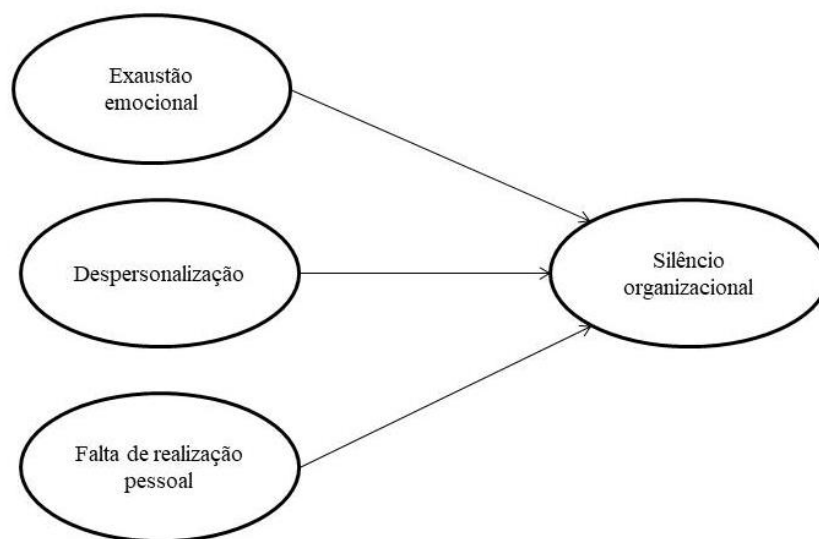 Exaustão
emocional
Despersonalização
Silêncio
organizacional
Falta de realização
pessoal